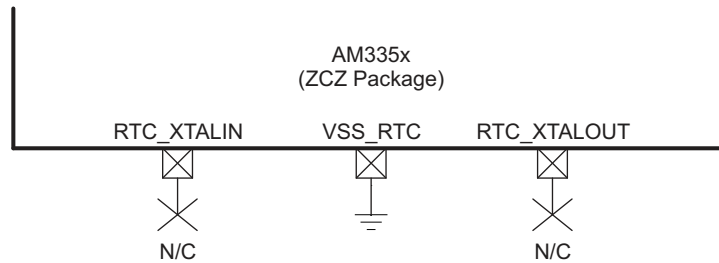 AM335x
(ZCZ Package)
RTC_XTALIN VSS_RTC RTC_XTALOUT
N/C N/C